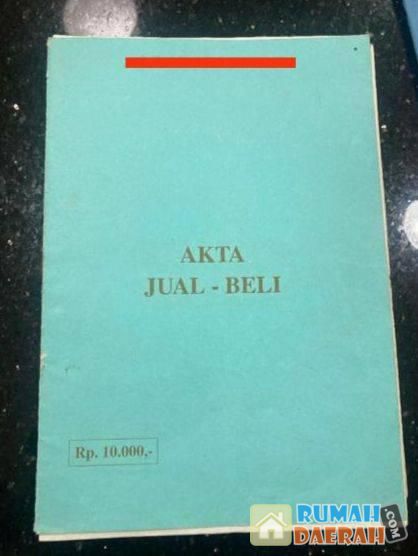 AKTA
JUAL - BELI
Rp. 10.000,-
RUMAH
DAERAH
.COM